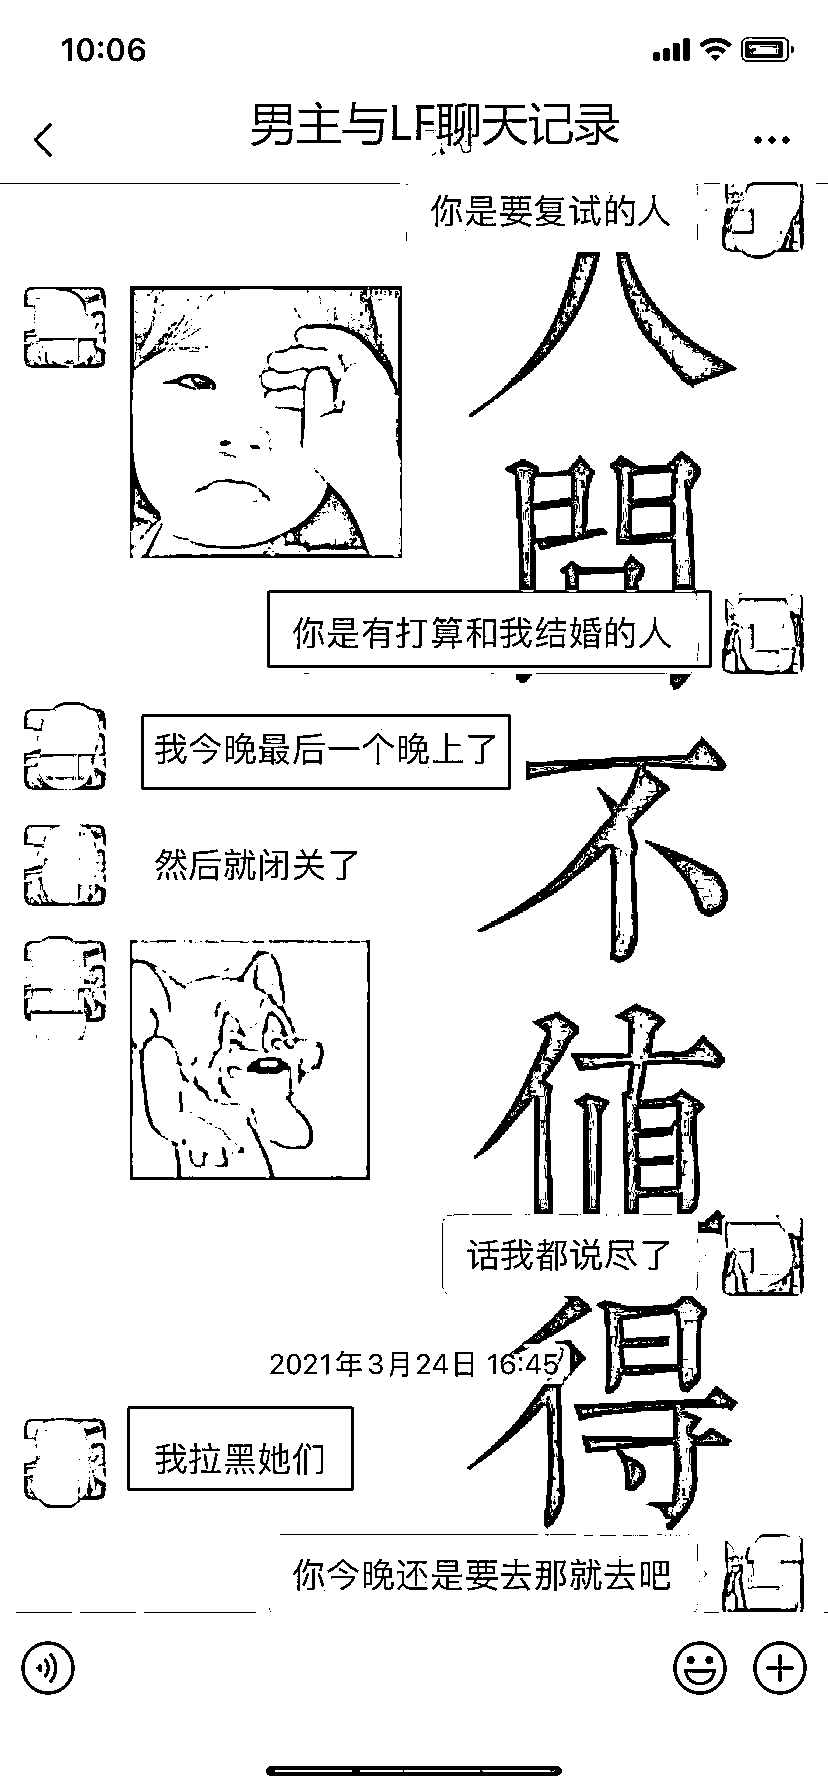 10:06
男主与LF聊天记录
你是要复试的人
人
間
你是有打算和我结婚的人
我今晚最后一个晚上了
不
然后就闭关了
值
话我都说尽了
得
2021年3月24日 16:45
我拉黑她们
你今晚还是要去那就去吧